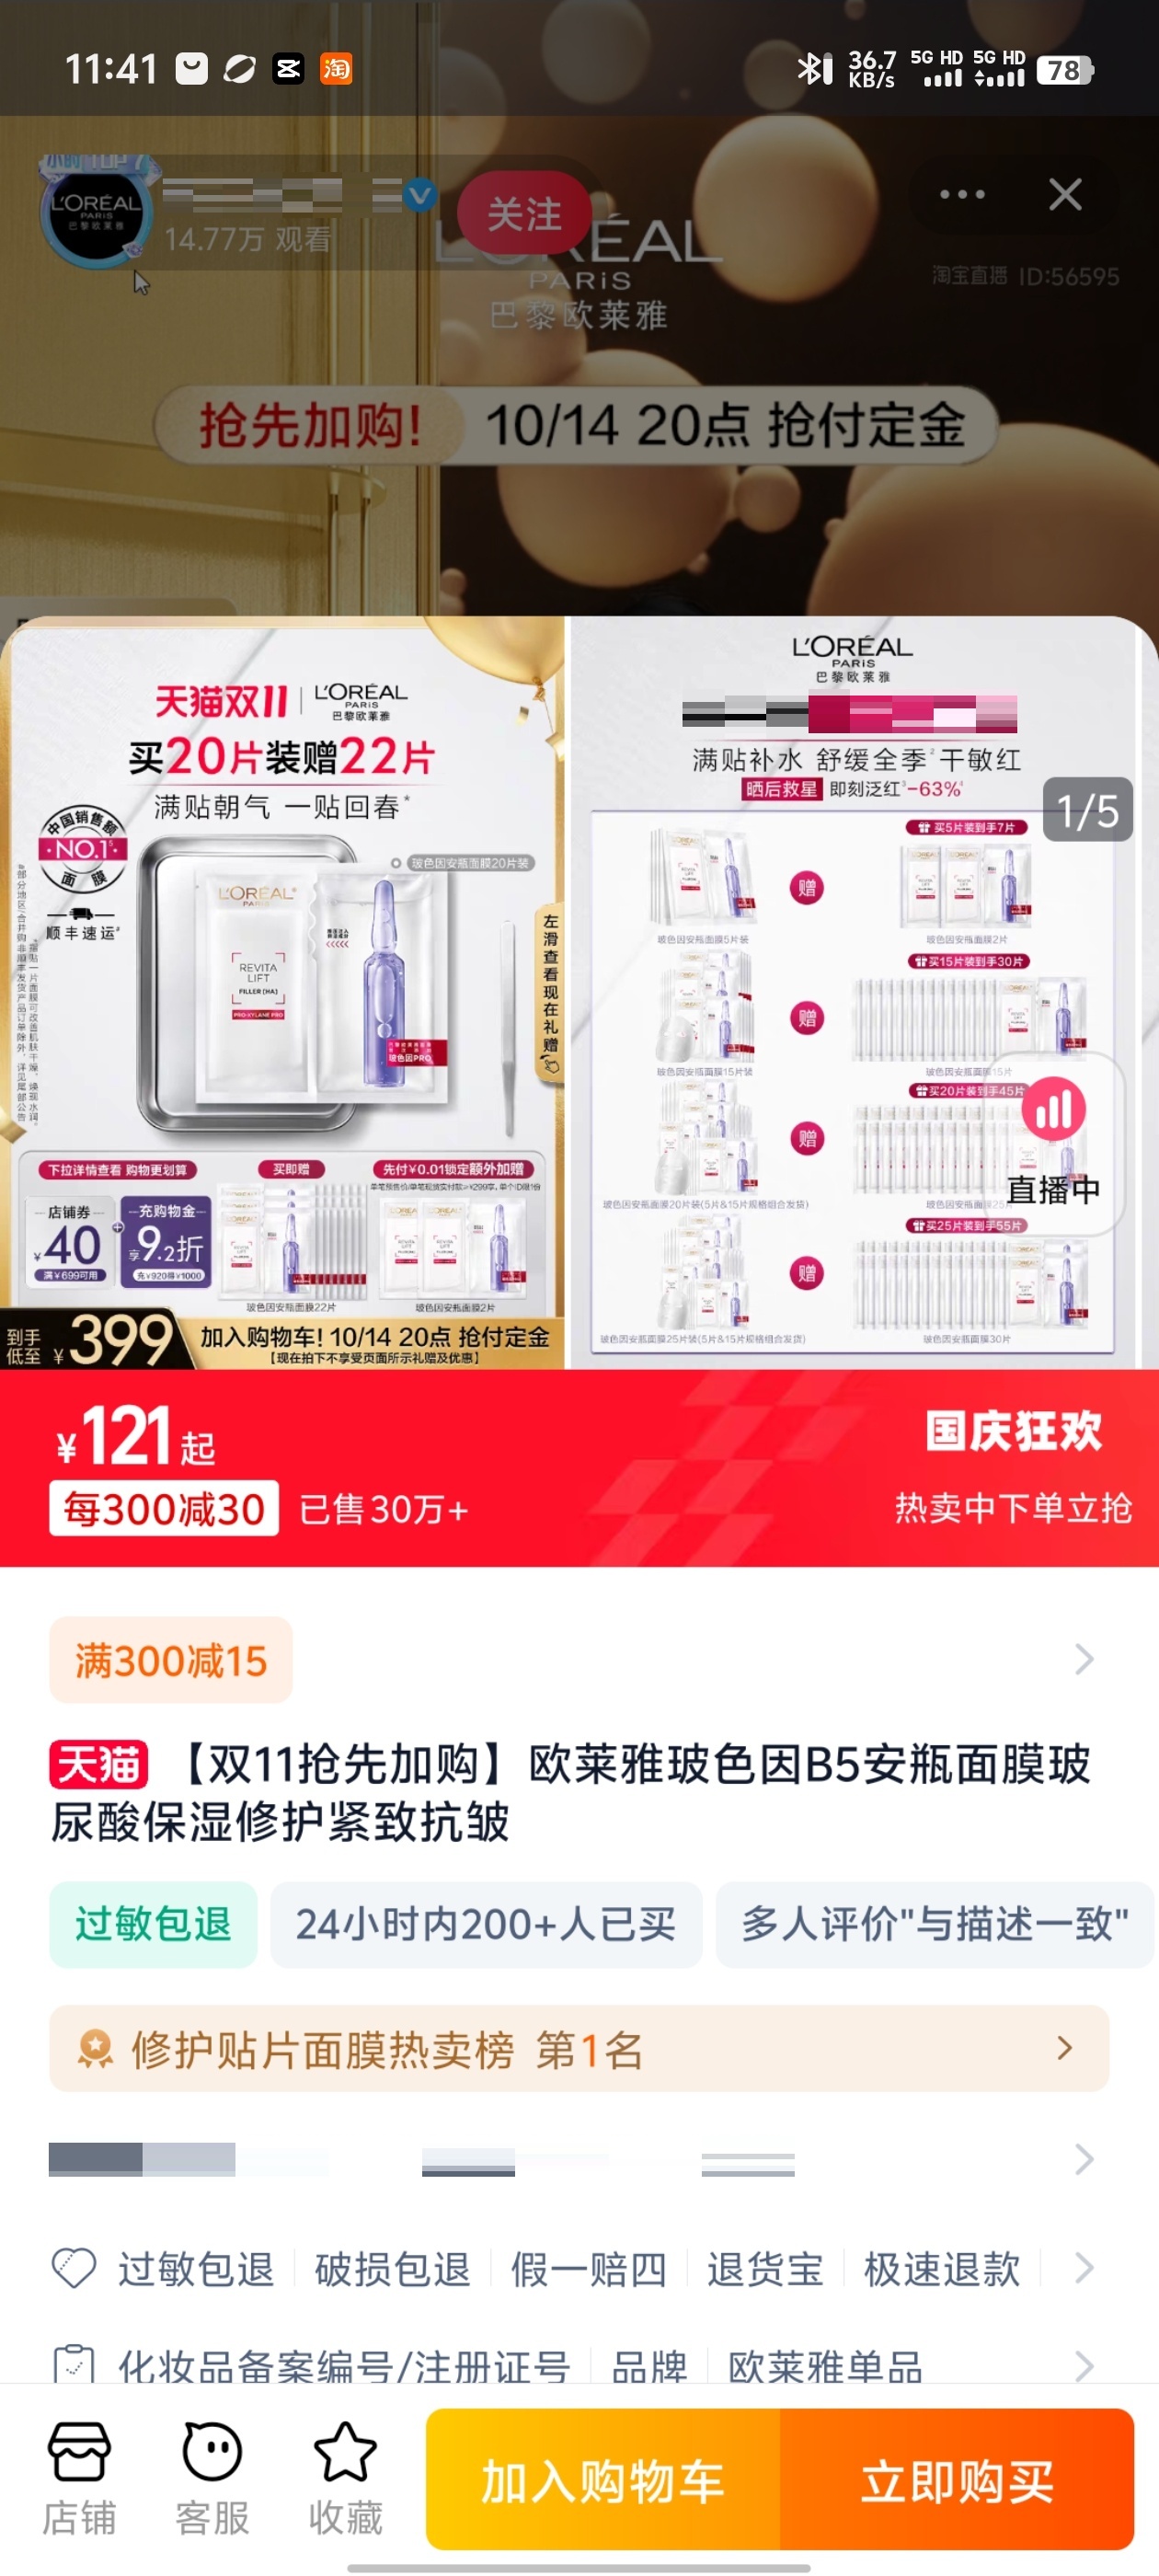 11:41
淘
36.7
KB/s
5G HD 5G HD
78
小时 TOP 7
L'ORÉAL
PARiS
巴黎欧莱雅
14.77万 观看
关注
L'ORÉAL
PARiS
巴黎欧莱雅
淘宝直播 ID:56595
抢先加购! 10/14 20点 抢付定金
天猫双11
L'ORÉAL
PARiS
巴黎欧莱雅
买20片装赠22片
满贴朝气 一贴回春*
中国销售额
·NO.1·
面膜
顺丰速运
玻色因安瓶面膜20片装
L'ORÉAL
PARiS
REVITA
LIFT
FILLER [HA]
PRO-XYLANE PRO
玻色因PRO
左滑查看现在礼赠
下拉详情查看 购物更划算
买即赠
先付¥0.01锁定额外加赠
店铺券
¥40
满¥699可用
充购物金
享9.2折
充¥920得¥1000
玻色因安瓶面膜22片
玻色因安瓶面膜2片
到手低至 ¥399
加入购物车! 10/14 20点 抢付定金
【现在拍下不享受页面所示礼赠及优惠】
L'ORÉAL
PARiS
巴黎欧莱雅
满贴补水 舒缓全季²干敏红
晒后救星 即刻泛红³-63%⁴
1/5
买5片装到手7片
赠
玻色因安瓶面膜5片装
玻色因安瓶面膜2片
买15片装到手30片
赠
玻色因安瓶面膜15片装
玻色因安瓶面膜15片
买20片装到手45片
赠
玻色因安瓶面膜20片装(5片&15片规格组合发货)
直播中
买25片装到手55片
赠
玻色因安瓶面膜25片装(5片&15片规格组合发货)
玻色因安瓶面膜30片
¥121起
国庆狂欢
每300减30 已售30万+
热卖中下单立抢
满300减15
天猫 【双11抢先加购】欧莱雅玻色因B5安瓶面膜玻
尿酸保湿修护紧致抗皱
过敏包退 24小时内200+人已买 多人评价"与描述一致"
修护贴片面膜热卖榜 第1名
过敏包退 破损包退 假一赔四 退货宝 极速退款
化妆品备案编号/注册证号 品牌 欧莱雅单品
店铺 客服 收藏
加入购物车 立即购买